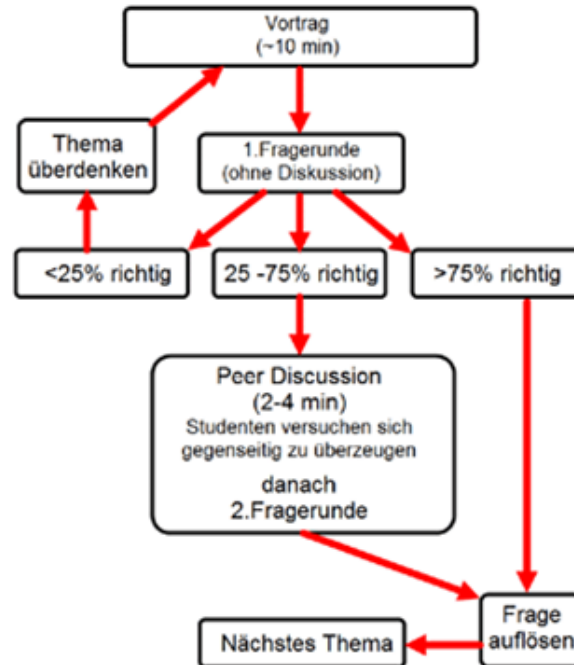 Vortrag
(~10 min)
Thema
überdenken
1.Fragerunde
(ohne Diskussion)
<25% richtig
25 -75% richtig
>75% richtig
Peer Discussion
(2-4 min)
Studenten versuchen sich
gegenseitig zu überzeugen
danach
2.Fragerunde
Frage
auflösen
Nächstes Thema